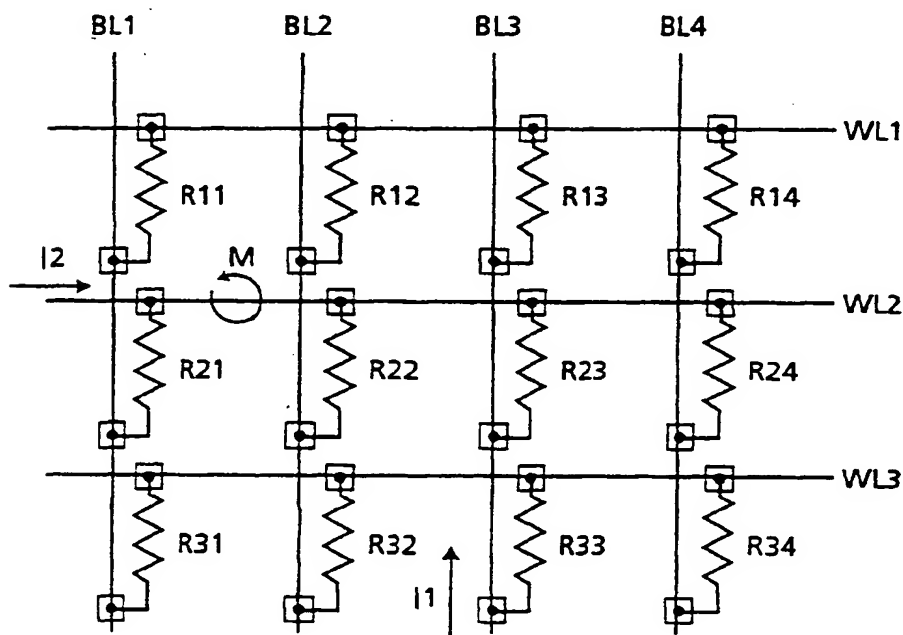 BL1 BL2 BL3 BL4
WL1
R11 R12 R13 R14
I2 M
WL2
R21 R22 R23 R24
WL3
R31 R32 R33 R34
I1